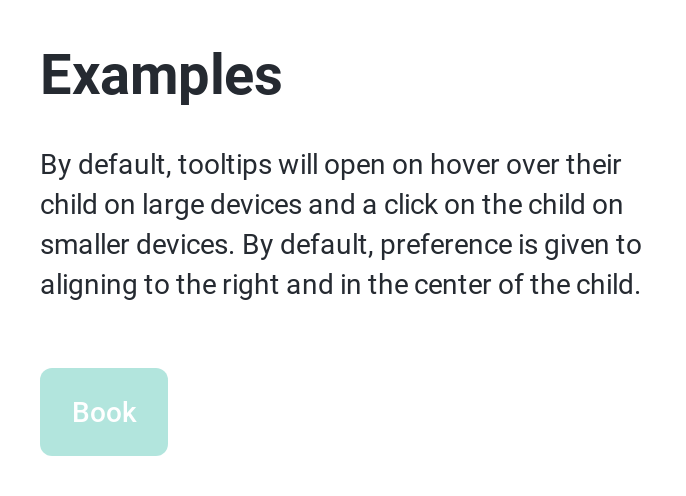 Examples
By default, tooltips will open on hover over their
child on large devices and a click on the child on
smaller devices. By default, preference is given to
aligning to the right and in the center of the child.
Book